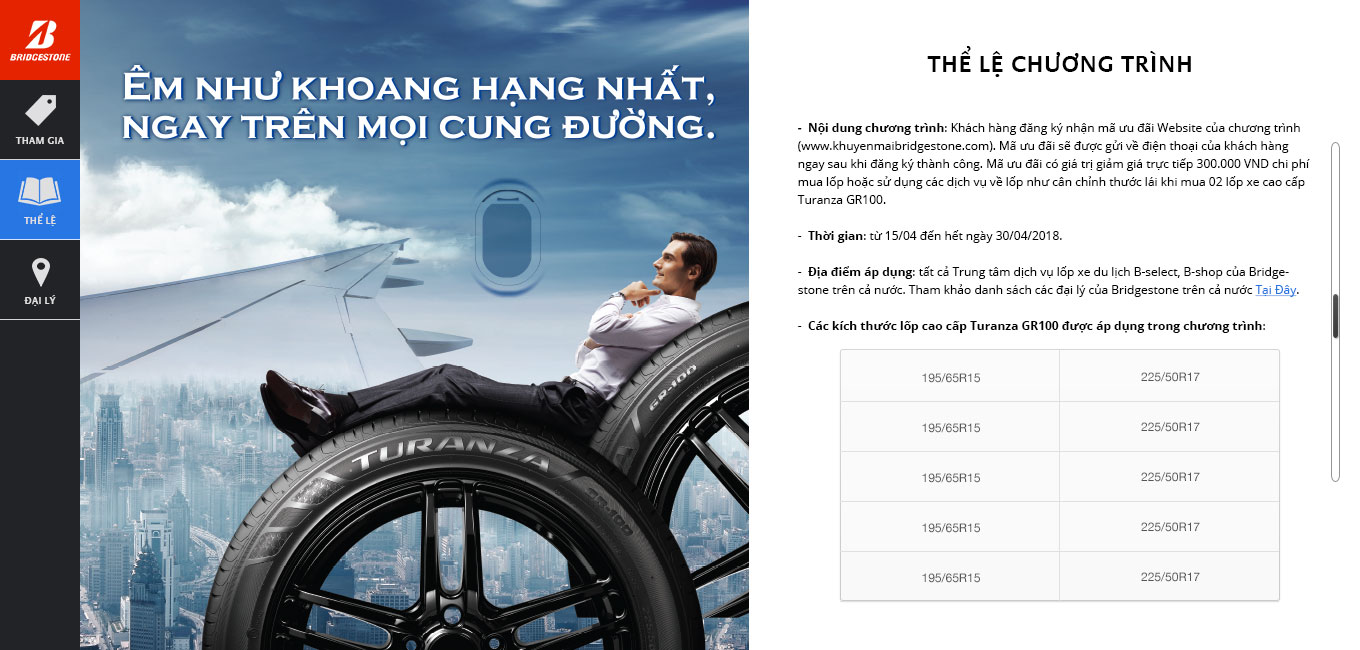 BRIDGESTONE
THAM GIA
THỂ LỆ
ĐẠI LÝ
ÊM NHƯ KHOANG HẠNG NHẤT,
NGAY TRÊN MỌI CUNG ĐƯỜNG.
TURANZA
GR-100
GR-100
THỂ LỆ CHƯƠNG TRÌNH
- Nội dung chương trình: Khách hàng đăng ký nhận mã ưu đãi Website của chương trình
(www.khuyenmaibridgestone.com). Mã ưu đãi sẽ được gửi về điện thoại của khách hàng
ngay sau khi đăng ký thành công. Mã ưu đãi có giá trị giảm giá trực tiếp 300.000 VND chi phí
mua lốp hoặc sử dụng các dịch vụ về lốp như cân chỉnh thước lái khi mua 02 lốp xe cao cấp
Turanza GR100.
- Thời gian: từ 15/04 đến hết ngày 30/04/2018.
- Địa điểm áp dụng: tất cả Trung tâm dịch vụ lốp xe du lịch B-select, B-shop của Bridge-
stone trên cả nước. Tham khảo danh sách các đại lý của Bridgestone trên cả nước Tại Đây.
- Các kích thước lốp cao cấp Turanza GR100 được áp dụng trong chương trình:
195/65R15 225/50R17
195/65R15 225/50R17
195/65R15 225/50R17
195/65R15 225/50R17
195/65R15 225/50R17